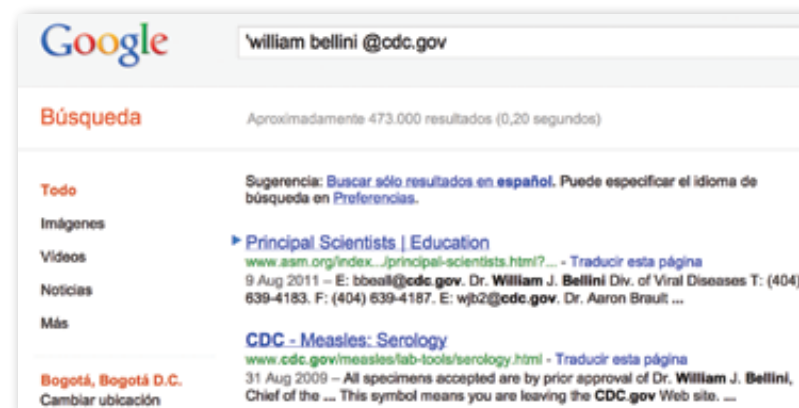 Google
'william bellini @cdc.gov
Búsqueda
Aproximadamente 473.000 resultados (0,20 segundos)
Todo
Imágenes
Vídeos
Noticias
Más
Bogotá, Bogotá D.C.
Cambiar ubicación
Sugerencia: Buscar sólo resultados en español. Puede especificar el idioma de
búsqueda en Preferencias.
Principal Scientists | Education
www.asm.org/index.../principal-scientists.html?... - Traducir esta página
9 Aug 2011 – E: bbeall@cdc.gov. Dr. William J. Bellini Div. of Viral Diseases T: (404)
639-4183. F: (404) 639-4187. E: wjb2@cdc.gov. Dr. Aaron Brault ...
CDC - Measles: Serology
www.cdc.gov/measles/lab-tools/serology.html - Traducir esta página
31 Aug 2009 – All specimens accepted are by prior approval of Dr. William J. Bellini,
Chief of the ... This symbol means you are leaving the CDC.gov Web site. ...